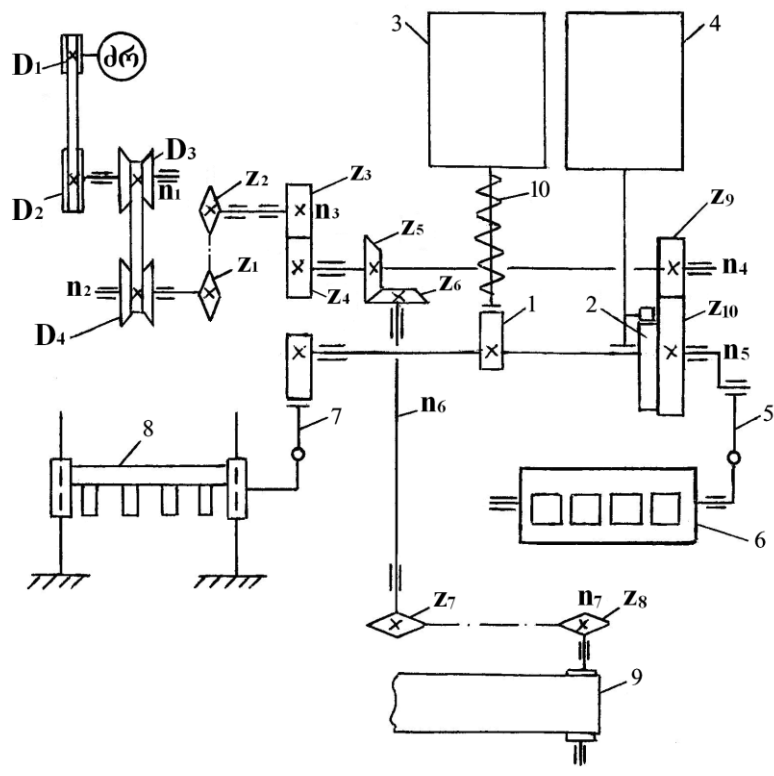 3
4
D₁
ძრ
D₃
z₂
z₃
10
z₉
n₁
n₃
z₅
D₂
n₂
z₁
n₄
z₆
1
2
z₁₀
D₄
z₄
n₅
8
7
n₆
5
6
z₇
n₇
z₈
9